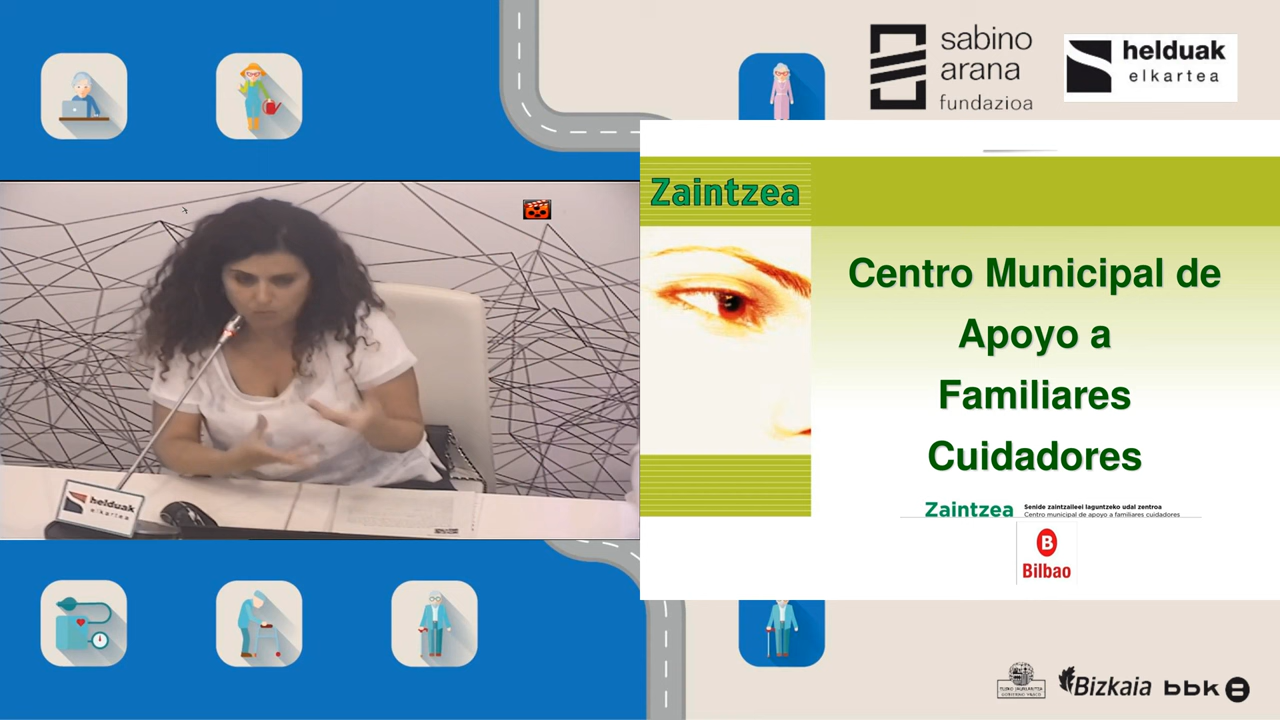 sabino
arana
fundazioa
helduak
elkartea
Zaintzea
Centro Municipal de
Apoyo a
Familiares
Cuidadores
Zaintzea
Senide zaintzaileei laguntzeko udal zentroa
Centro municipal de apoyo a familiares cuidadores
B
Bilbao
helduak
elkartea
Bizkaia
bbk